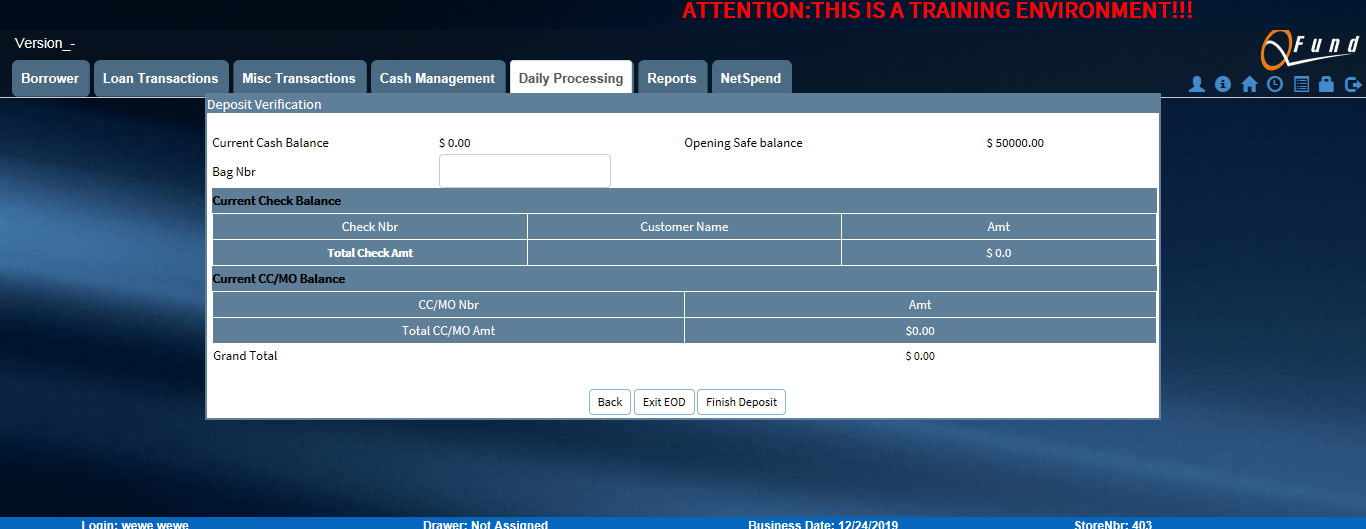 ATTENTION:THIS IS A TRAINING ENVIRONMENT!!!
Version_-
QFund
Borrower Loan Transactions Misc Transactions Cash Management Daily Processing Reports NetSpend
Deposit Verification
Current Cash Balance $ 0.00 Opening Safe balance $ 50000.00
Bag Nbr
Current Check Balance
Check Nbr Customer Name Amt
Total Check Amt $ 0.0
Current CC/MO Balance
CC/MO Nbr Amt
Total CC/MO Amt $0.00
Grand Total $ 0.00
Back Exit EOD Finish Deposit
Login: wewe wewe Drawer: Not Assigned Business Date: 12/24/2019 StoreNbr: 403